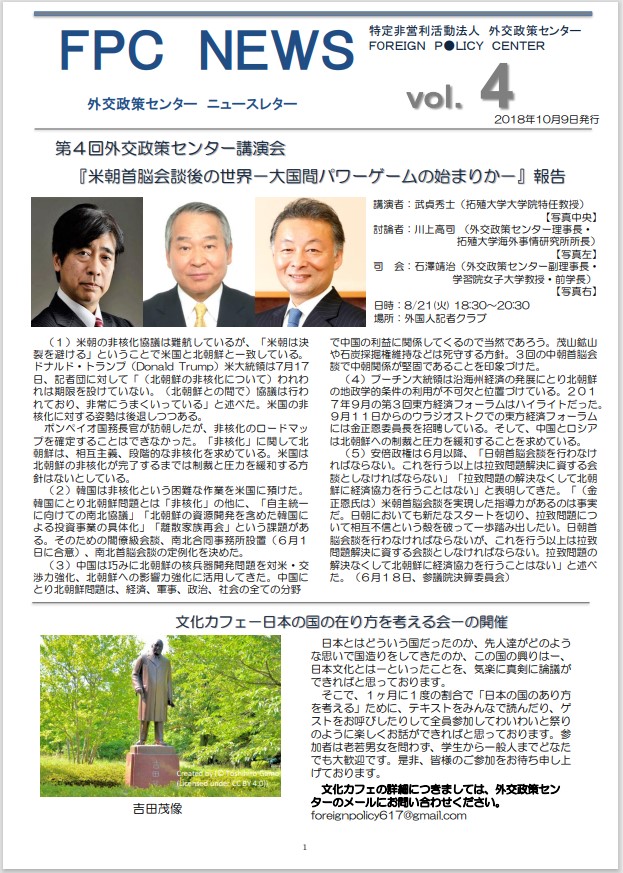 FPC NEWS
特定非営利活動法人 外交政策センター
FOREIGN POLICY CENTER
外交政策センター ニュースレター
vol. 4
2018年10月9日発行
第4回外交政策センター講演会
『米朝首脳会談後の世界ー大国間パワーゲームの始まりかー』報告
講演者：武貞秀士（拓殖大学大学院特任教授）
【写真中央】
討論者：川上高司 （外交政策センター理事長・
拓殖大学海外事情研究所所長）
【写真左】
司 会：石澤靖治（外交政策センター副理事長・
学習院女子大学教授・前学長）
【写真右】
日時：8/21(火) 18:30～20:30
場所：外国人記者クラブ
（１）米朝の非核化協議は難航しているが、「米朝は決
裂を避ける」ということで米国と北朝鮮と一致している。
ドナルド・トランプ（Donald Trump）米大統領は7月17
日、記者団に対して「（北朝鮮の非核化について）われわ
れは期限を設けていない。（北朝鮮との間で）協議は行わ
れており、非常にうまくいっている」と述べた。米国の非
核化に対する姿勢は後退しつつある。
ポンペイオ国務長官が訪朝したが、非核化のロードマッ
プを確定することはできなかった。「非核化」に関して北
朝鮮は、相互主義、段階的な非核化を求めている。米国は
北朝鮮の非核化が完了するまでは制裁と圧力を緩和する方
針はないとしている。
（２）韓国は非核化という困難な作業を米国に預けた。
韓国にとり北朝鮮問題とは「非核化」の他に、「自主統一
に向けての南北協議」「北朝鮮の資源開発を含めた韓国に
よる投資事業の具体化」「離散家族再会」という課題があ
る。そのための閣僚級会談、南北合同事務所設置（６月１
日に合意）、南北首脳会談の定例化を決めた。
（３）中国は巧みに北朝鮮の核兵器開発問題を対米・交
渉力強化、北朝鮮への影響力強化に活用してきた。中国に
とり北朝鮮問題は、経済、軍事、政治、社会の全ての分野
で中国の利益に関係してくるので当然であろう。茂山鉱山
や石炭採掘権維持などは死守する方針。３回の中朝首脳会
談で中朝関係が堅固であることを印象づけた。
（４）プーチン大統領は沿海州経済の発展にとり北朝鮮
の地政学的条件の利用が不可欠と位置づけている。２０１
７年９月の第３回東方経済フォーラムはハイライトだった。
９月１１日からのウラジオストクでの東方経済フォーラム
には金正恩委員長を招聘している。そして、中国とロシア
は北朝鮮への制裁と圧力を緩和することを求めている。
（５）安倍政権は６月以降、「日朝首脳会談を行わなけ
ればならない。これを行う以上は拉致問題解決に資する会
談としなければならない」「拉致問題の解決なくして北朝
鮮に経済協力を行うことはない」と表明してきた。「（金
正恩氏は）米朝首脳会談を実現した指導力があるのは事実
だ。日朝においても新たなスタートを切り、拉致問題につ
いて相互不信という殻を破って一歩踏み出したい。日朝首
脳会談を行わなければならないが、これを行う以上は拉致
問題解決に資する会談としなければならない。拉致問題の
解決なくして北朝鮮に経済協力を行うことはない」と述べ
た。（６月１８日、参議院決算委員会）
文化カフェー日本の国の在り方を考える会ーの開催
Created by (C) Yoshihiro Gamo
(licensed under CC BY 4.0)
吉田茂像
日本とはどういう国だったのか、先人達がどのよう
な思いで国造りをしてきたのか、この国の興りはー、
日本文化とはーといったことを、気楽に真剣に論議が
できればと思っております。
そこで、１ヶ月に１度の割合で「日本の国のあり方
を考える」ために、テキストをみんなで読んだり、ゲ
ストをお呼びしたりして全員参加してわいわいと祭り
のように楽しくお話ができればと思っております。参
加者は老若男女を問わず、学生から一般人までどなた
でも大歓迎です。是非、皆様のご参加をお待ち申し上
げております。
文化カフェの詳細につきましては、外交政策セン
ターのメールにお問い合わせください。
foreignpolicy617@gmail.com
1